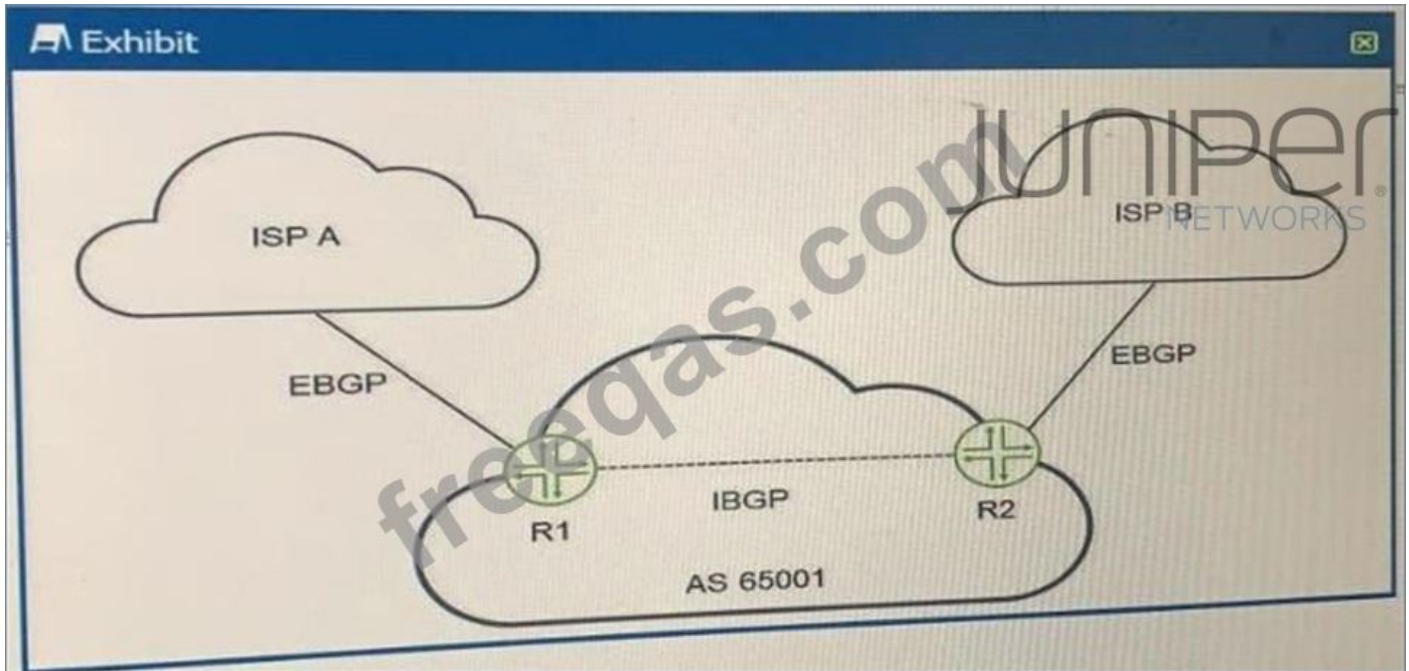 Exhibit
JUNIPER
NETWORKS
ISP A
ISP B
EBGP
EBGP
freeqas.com
IBGP
R1
R2
AS 65001